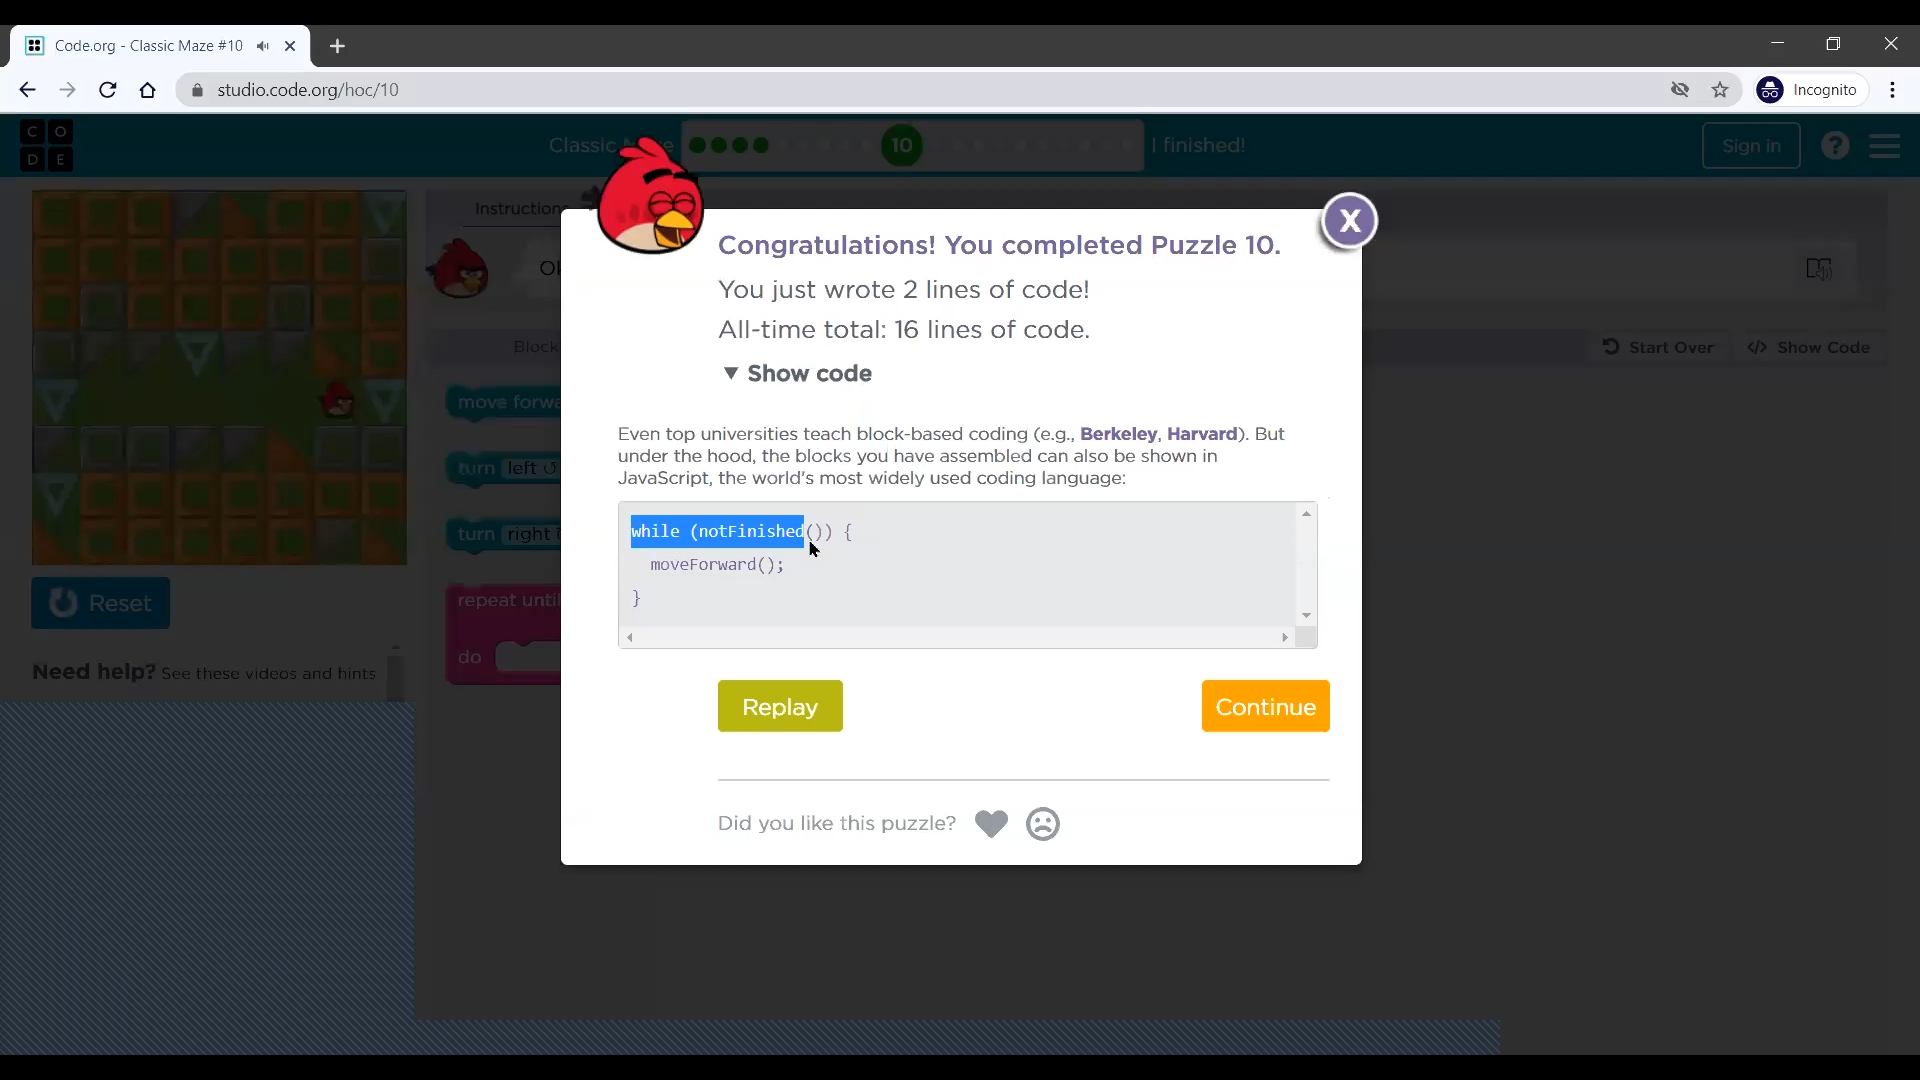 Code.org - Classic Maze #10
studio.code.org/hoc/10
Incognito
C O
D E
Classic
10
I finished!
Sign in
?
Instructions
X
Congratulations! You completed Puzzle 10.
You just wrote 2 lines of code!
All-time total: 16 lines of code.
Show code
Block
Start Over
</> Show Code
move forwa
turn left
turn right
repeat until
do
Even top universities teach block-based coding (e.g., Berkeley, Harvard). But
under the hood, the blocks you have assembled can also be shown in
JavaScript, the world's most widely used coding language:
while (notFinished()) {
moveForward();
}
Reset
Need help? See these videos and hints
Replay
Continue
Did you like this puzzle?